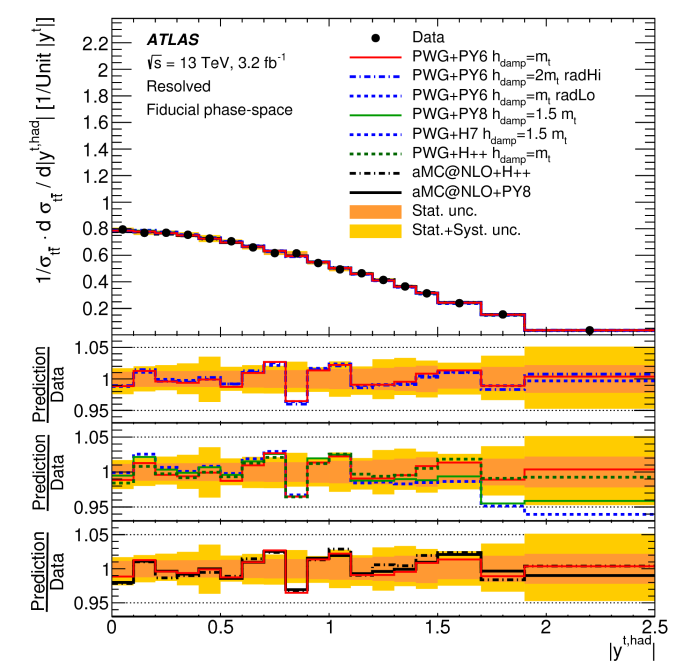 ATLAS
√s = 13 TeV, 3.2 fb⁻¹
Resolved
Fiducial phase-space
Data
PWG+PY6 h_damp=m_t
PWG+PY6 h_damp=2m_t radHi
PWG+PY6 h_damp=m_t radLo
PWG+PY8 h_damp=1.5 m_t
PWG+H7 h_damp=1.5 m_t
PWG+H++ h_damp=m_t
aMC@NLO+H++
aMC@NLO+PY8
Stat. unc.
Stat.+Syst. unc.
1/σ_tt̄ · d σ_tt̄ / d|y^t,had| [1/Unit |y^t|]
2.2
2
1.8
1.6
1.4
1.2
1
0.8
0.6
0.4
0.2
Prediction
Data
1.05
1
0.95
Prediction
Data
1.05
1
0.95
Prediction
Data
1.05
1
0.95
0 0.5 1 1.5 2 2.5
|y^t,had|